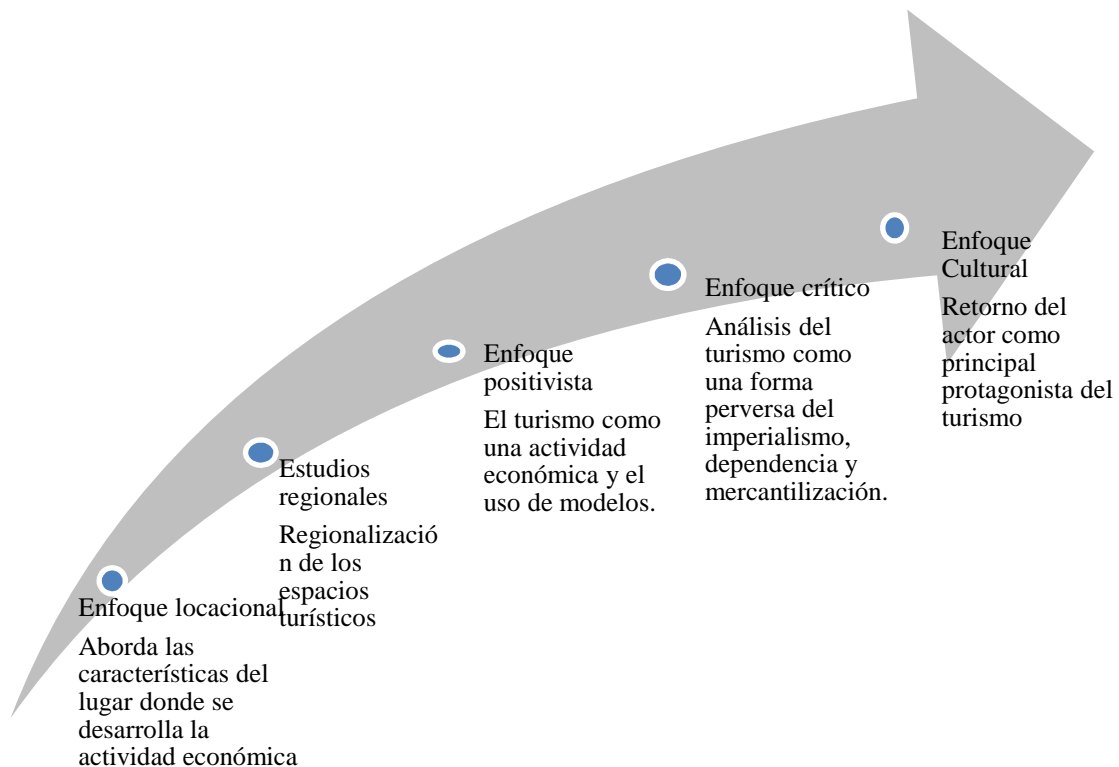 Enfoque locacional
Aborda las
características del
lugar donde se
desarrolla la
actividad económica
Estudios
regionales
Regionalizació
n de los
espacios
turísticos
Enfoque
positivista
El turismo como
una actividad
económica y el
uso de modelos.
Enfoque crítico
Análisis del
turismo como
una forma
perversa del
imperialismo,
dependencia y
mercantilización.
Enfoque
Cultural
Retorno del
actor como
principal
protagonista del
turismo